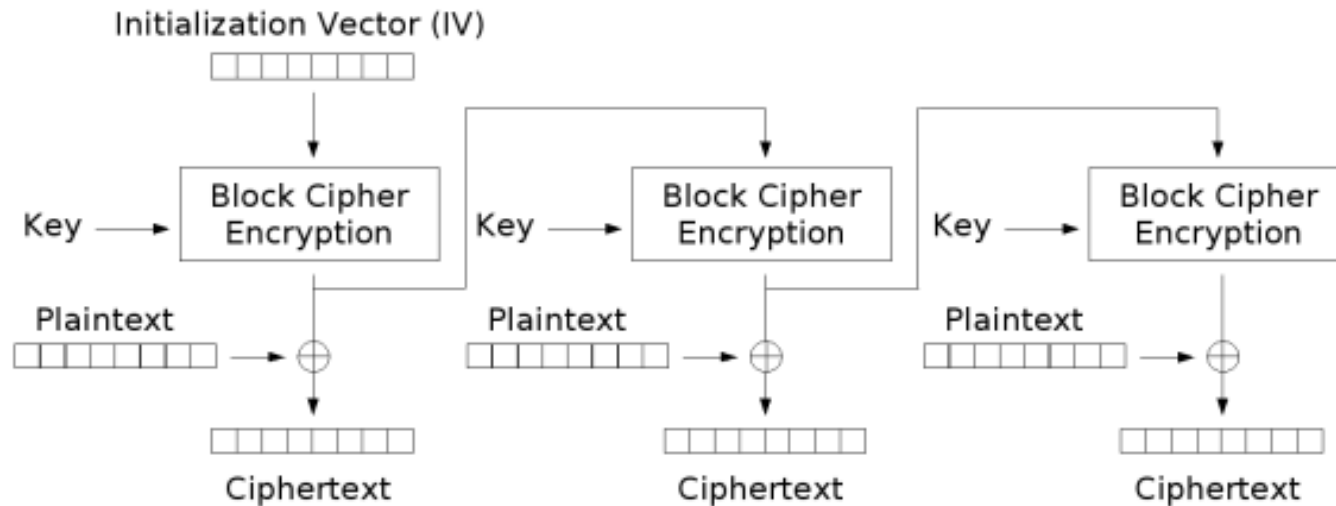 Initialization Vector (IV)
Block Cipher
Encryption
Block Cipher
Encryption
Block Cipher
Encryption
Key
Key
Key
Plaintext
Plaintext
Plaintext
Ciphertext
Ciphertext
Ciphertext